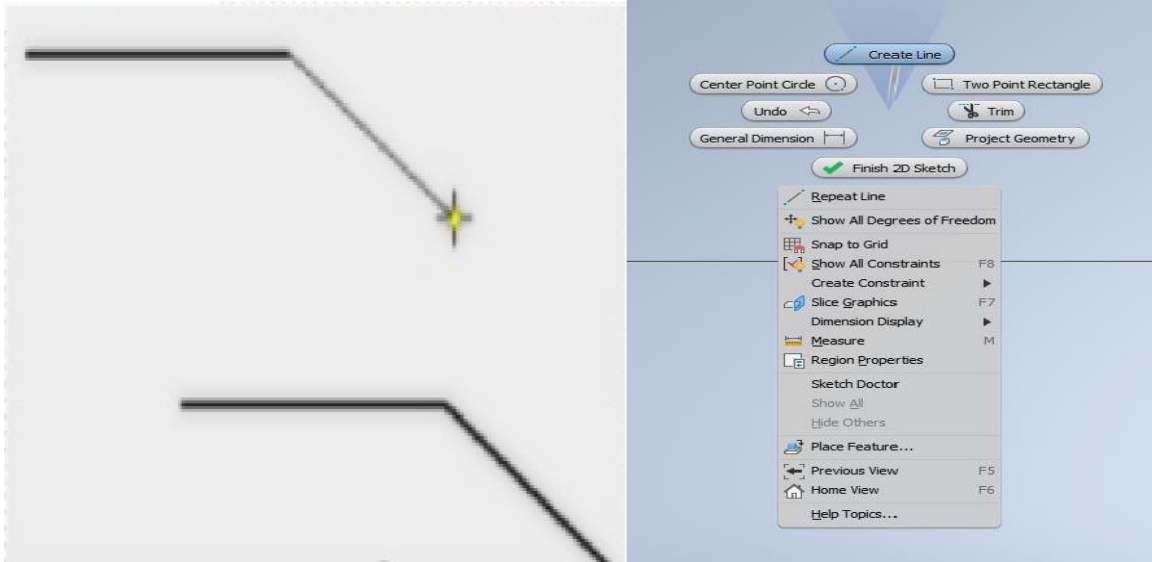 Create Line
Center Point Circle
Two Point Rectangle
Undo
Trim
General Dimension
Project Geometry
Finish 2D Sketch
Repeat Line
Show All Degrees of Freedom
Snap to Grid
Show All Constraints F8
Create Constraint
Slice Graphics F7
Dimension Display
Measure M
Region Properties
Sketch Doctor
Show All
Hide Others
Place Feature...
Previous View F5
Home View F6
Help Topics...